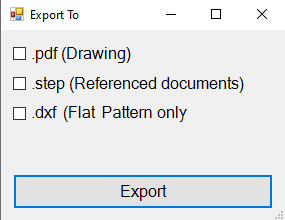 Export To
.pdf (Drawing)
.step (Referenced documents)
.dxf (Flat Pattern only
Export